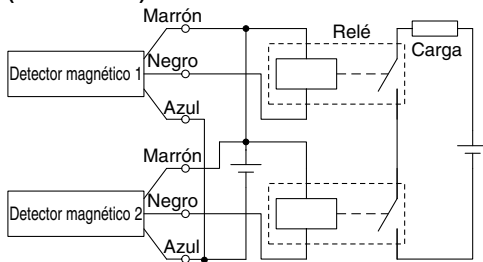 Marrón
Relé
Carga
Detector magnético 1
Negro
Azul
Marrón
Detector magnético 2
Negro
Azul